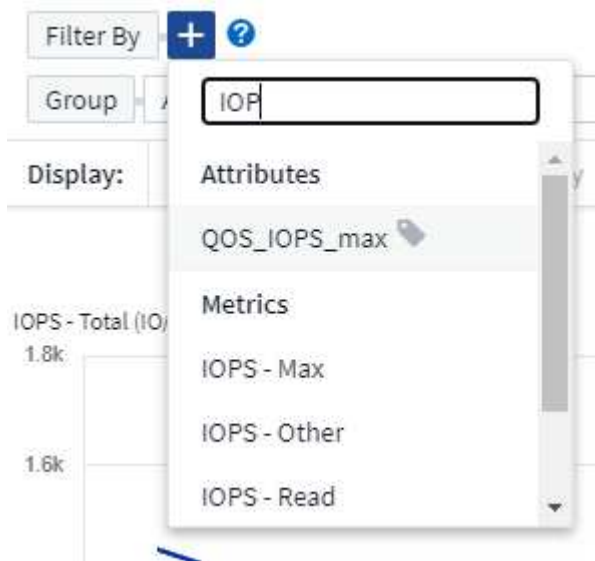 Filter By + ?
Group
IOP
Display:
Attributes
QOS_IOPS_max
Metrics
IOPS - Total (IO/
1.8k
IOPS - Max
IOPS - Other
1.6k
IOPS - Read